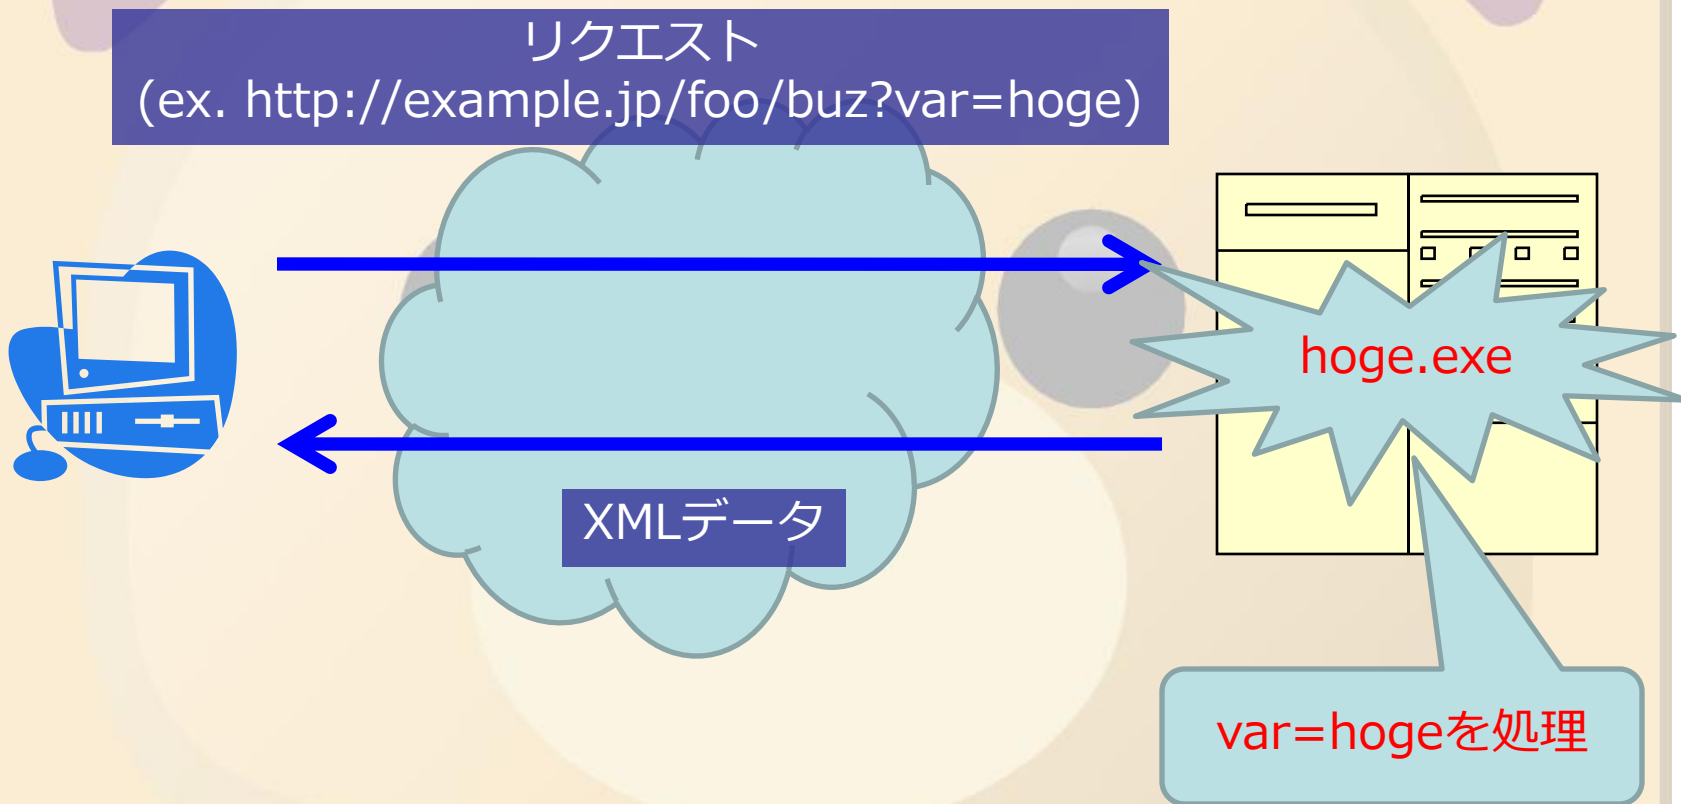 リクエスト
(ex. http://example.jp/foo/buz?var=hoge)
hoge.exe
XMLデータ
var=hogeを処理